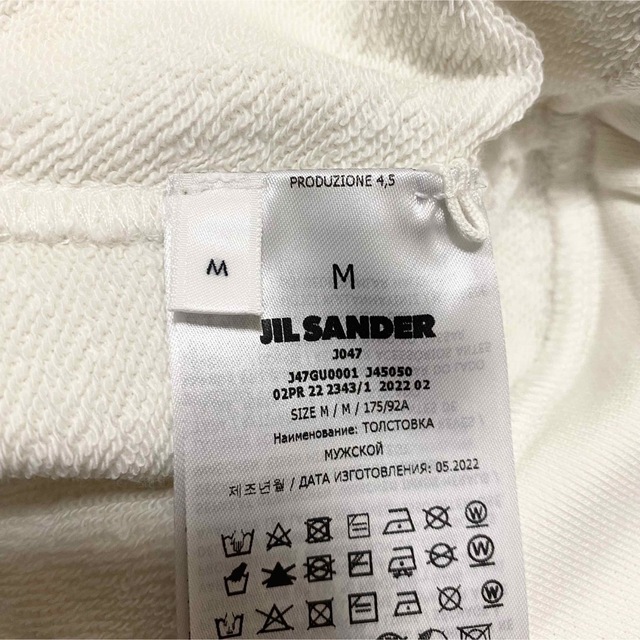 PRODUZIONE 4,5
M
M
JIL SANDER
J047
J47GU0001 J45050
02PR 22 2343/1 2022 02
SIZE M / M / 175/92A
Наименование: ТОЛСТОВКА
МУЖСКОЙ
제조년월 / ДАТА ИЗГОТОВЛЕНИЯ: 05.2022